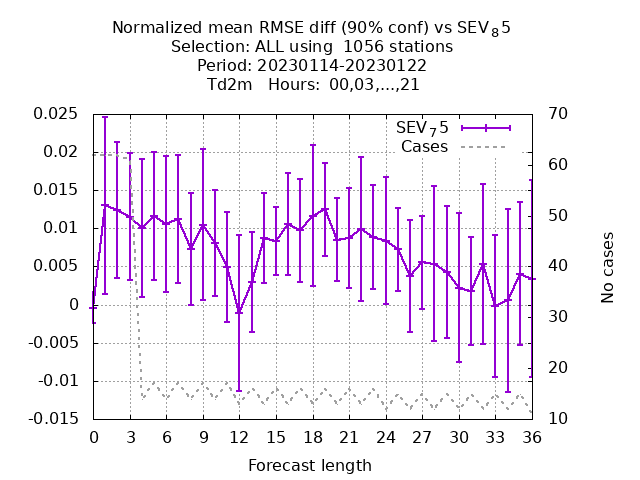 Normalized mean RMSE diff (90% conf) vs SEV₈5
Selection: ALL using  1056 stations
Period: 20230114-20230122
Td2m   Hours:  00,03,...,21
SEV₇5
Cases
0.025
0.02
0.015
0.01
0.005
0
-0.005
-0.01
-0.015
70
60
50
40
30
20
10
No cases
0 3 6 9 12 15 18 21 24 27 30 33 36
Forecast length